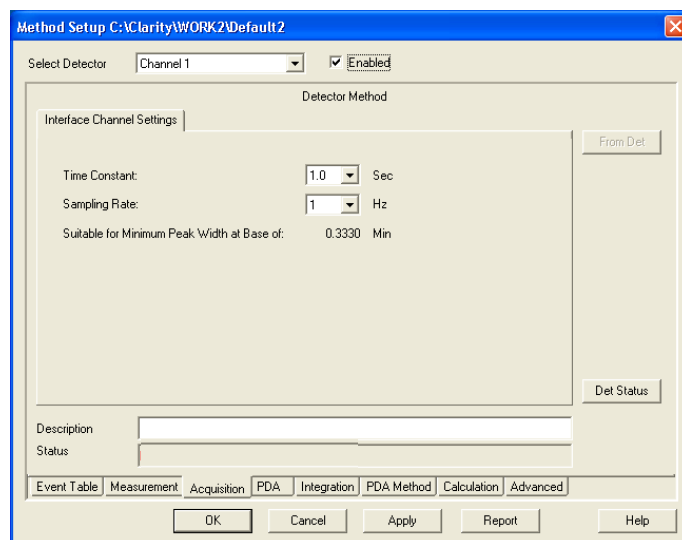 Method Setup C:\Clarity\WORK2\Default2
Select Detector Channel 1 Enabled
Detector Method
Interface Channel Settings
From Det
Time Constant: 1.0 Sec
Sampling Rate: 1 Hz
Suitable for Minimum Peak Width at Base of: 0.3330 Min
Det Status
Description
Status
Event Table Measurement Acquisition PDA Integration PDA Method Calculation Advanced
OK Cancel Apply Report Help